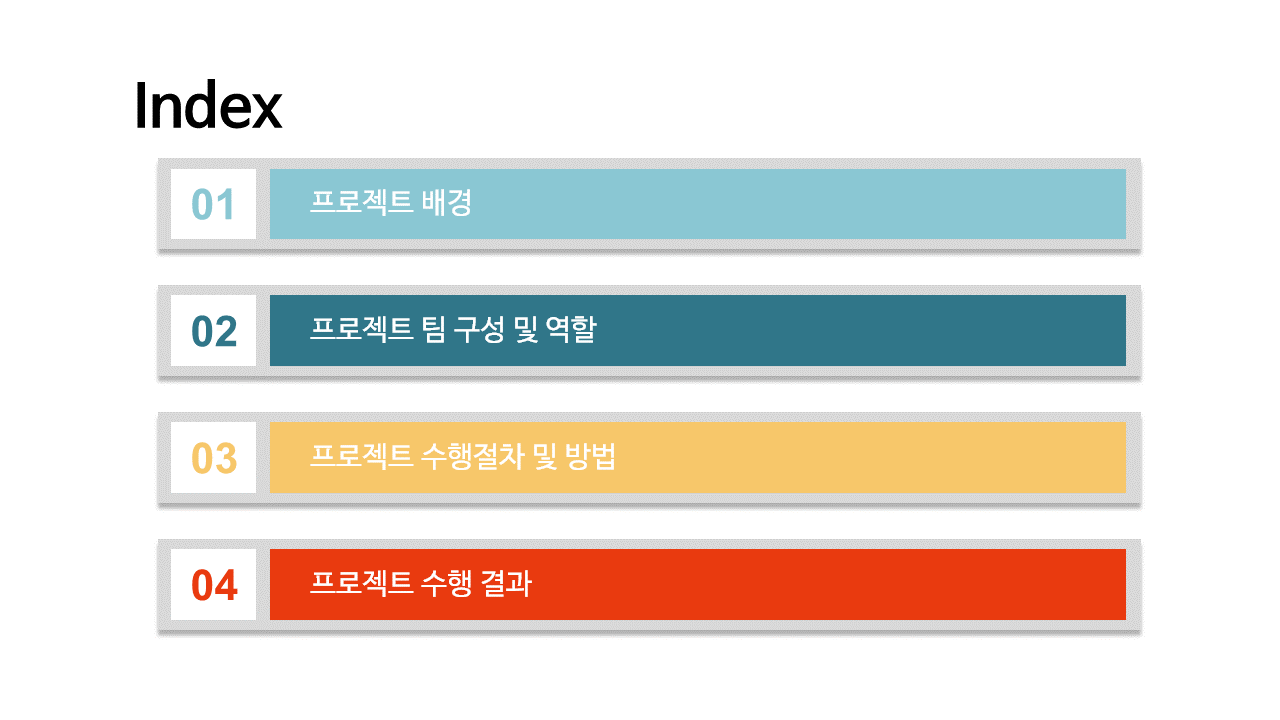 Index
01 프로젝트 배경
02 프로젝트 팀 구성 및 역할
03 프로젝트 수행절차 및 방법
04 프로젝트 수행 결과